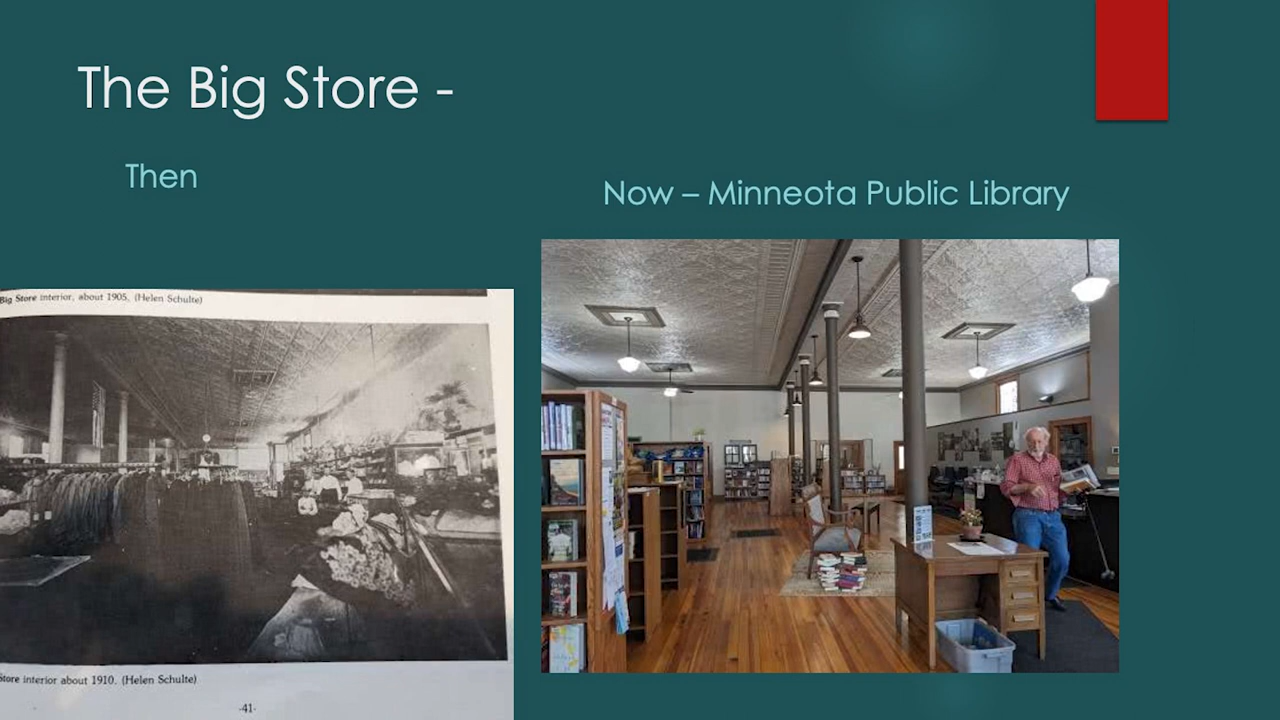 The Big Store -
Then
Now – Minneota Public Library
Big Store interior, about 1905. (Helen Schulte)
Store interior about 1910. (Helen Schulte)
-41-